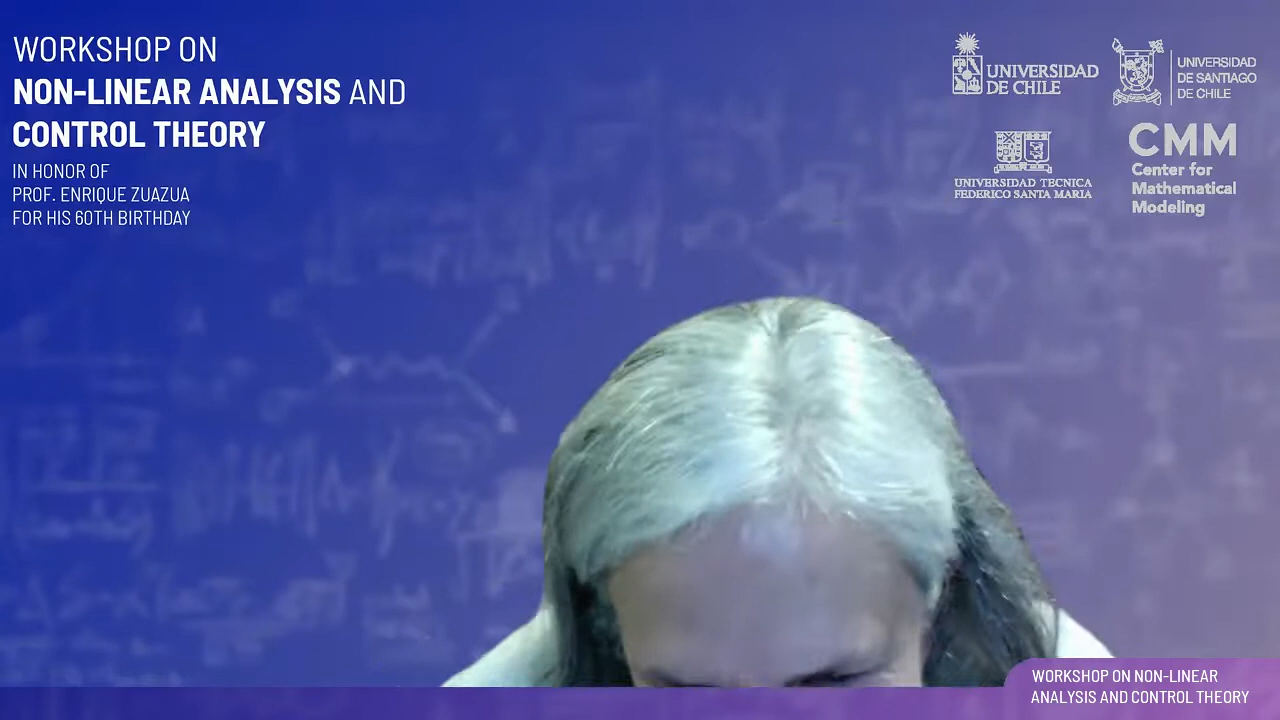 WORKSHOP ON
NON-LINEAR ANALYSIS AND
CONTROL THEORY
IN HONOR OF
PROF. ENRIQUE ZUAZUA
FOR HIS 60TH BIRTHDAY
UNIVERSIDAD
DE CHILE
UNIVERSIDAD
DE SANTIAGO
DE CHILE
UNIVERSIDAD TECNICA
FEDERICO SANTA MARIA
CMM
Center for
Mathematical
Modeling
WORKSHOP ON NON-LINEAR
ANALYSIS AND CONTROL THEORY